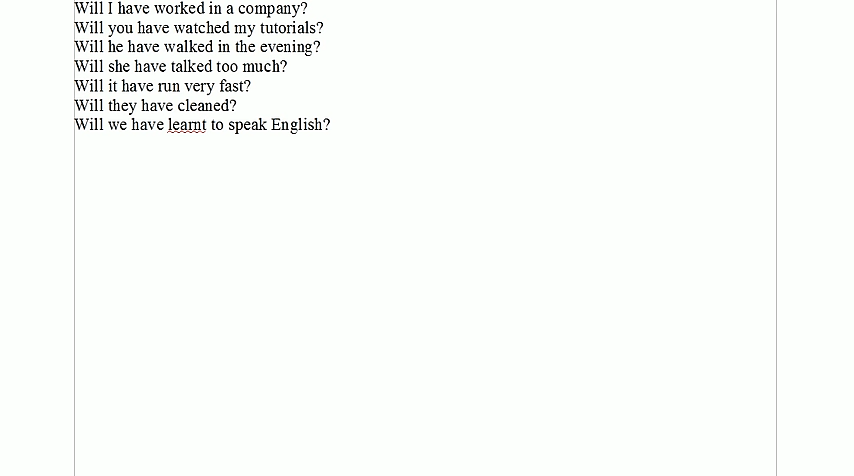 Will I have worked in a company?
Will you have watched my tutorials?
Will he have walked in the evening?
Will she have talked too much?
Will it have run very fast?
Will they have cleaned?
Will we have learnt to speak English?